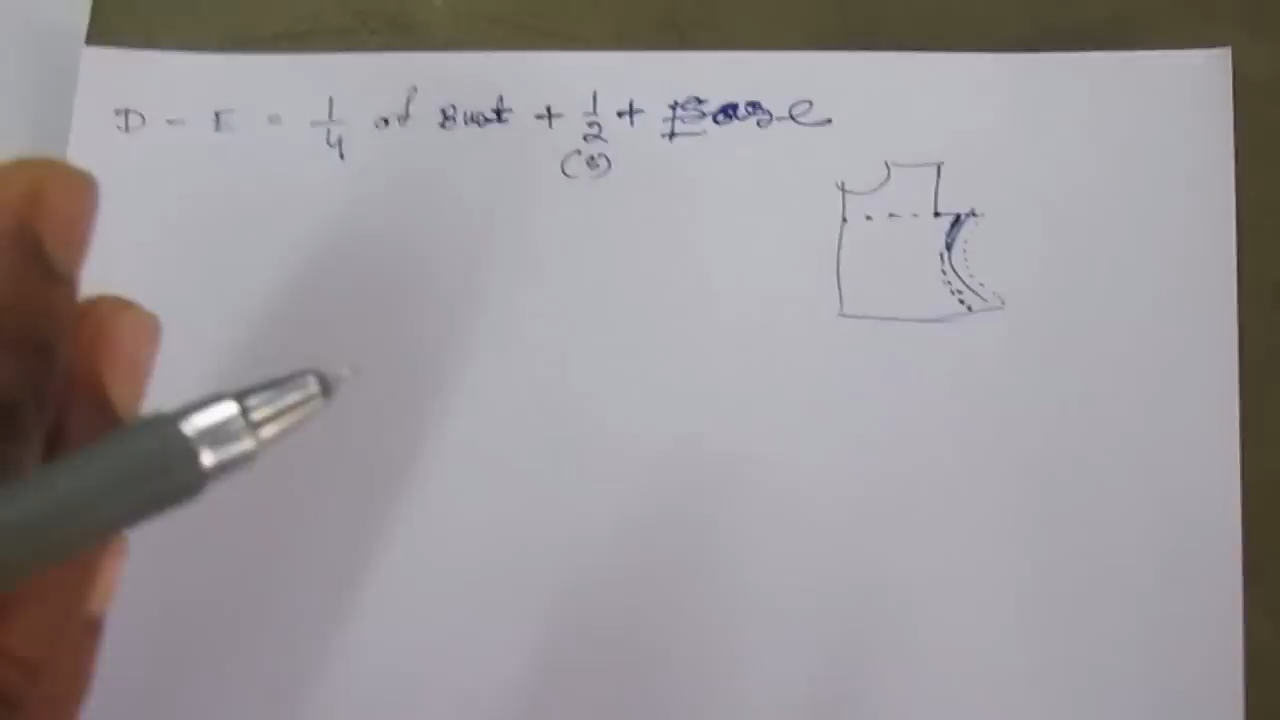 D - E = 1/4 of Bust + 1/2 + Ease
(s)